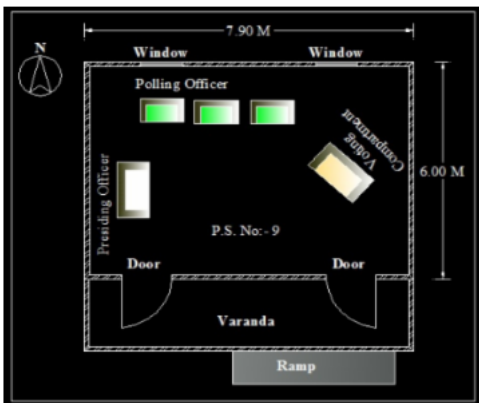 7.90 M
N
Window
Window
Polling Officer
Voting
Compartment
6.00 M
Presiding Officer
P.S. No:- 9
Door
Door
Varanda
Ramp